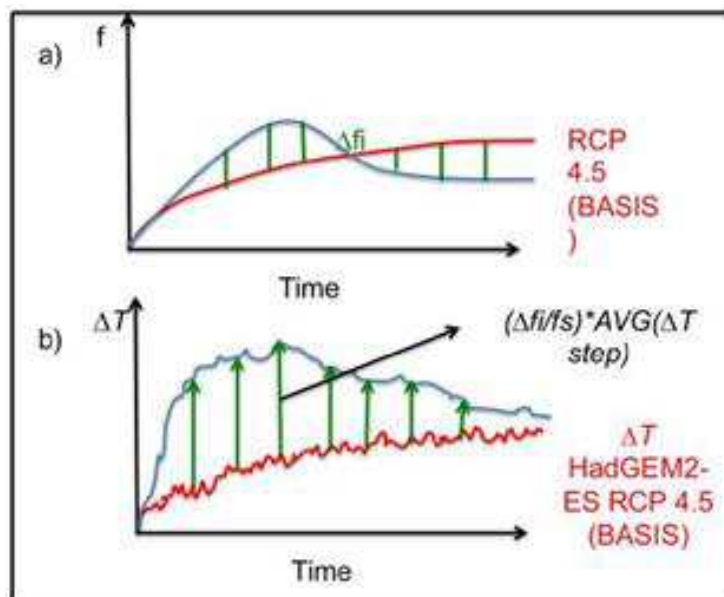 a)
f
Δfi
RCP
4.5
(BASIS
)
Time
b)
ΔT
(Δfi/fs)*AVG(ΔT
step)
ΔT
HadGEM2-
ES RCP 4.5
(BASIS)
Time